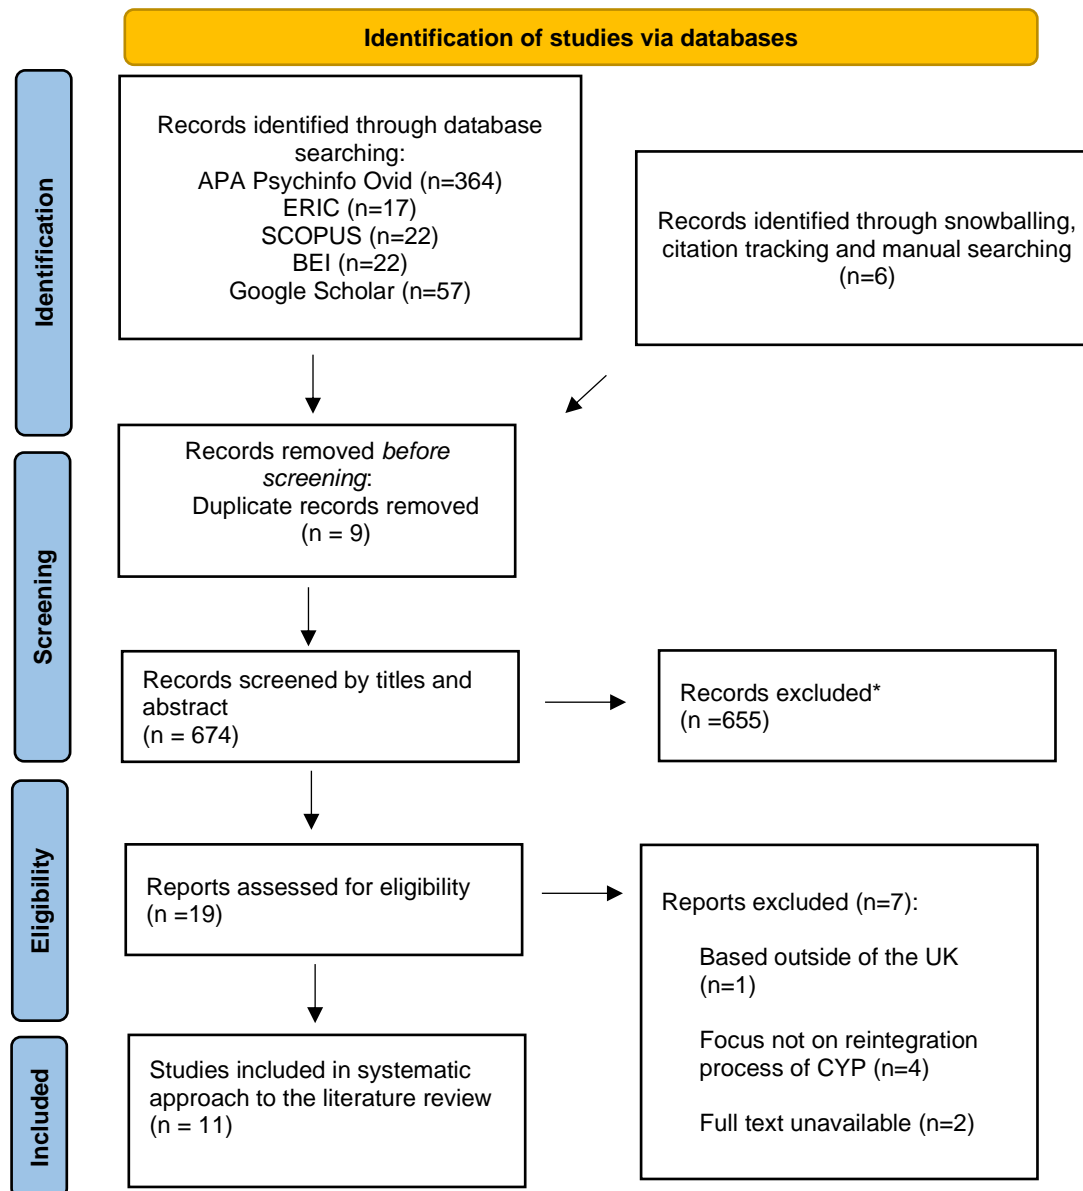 Identification of studies via databases
Identification
Records identified through database
searching:
APA Psychinfo Ovid (n=364)
ERIC (n=17)
SCOPUS (n=22)
BEI (n=22)
Google Scholar (n=57)
Records identified through snowballing,
citation tracking and manual searching
(n=6)
Screening
Records removed before
screening:
Duplicate records removed
(n = 9)
Records screened by titles and
abstract
(n = 674)
Records excluded*
(n =655)
Eligibility
Reports assessed for eligibility
(n =19)
Reports excluded (n=7):
Based outside of the UK
(n=1)
Focus not on reintegration
process of CYP (n=4)
Full text unavailable (n=2)
Included
Studies included in systematic
approach to the literature review
(n = 11)